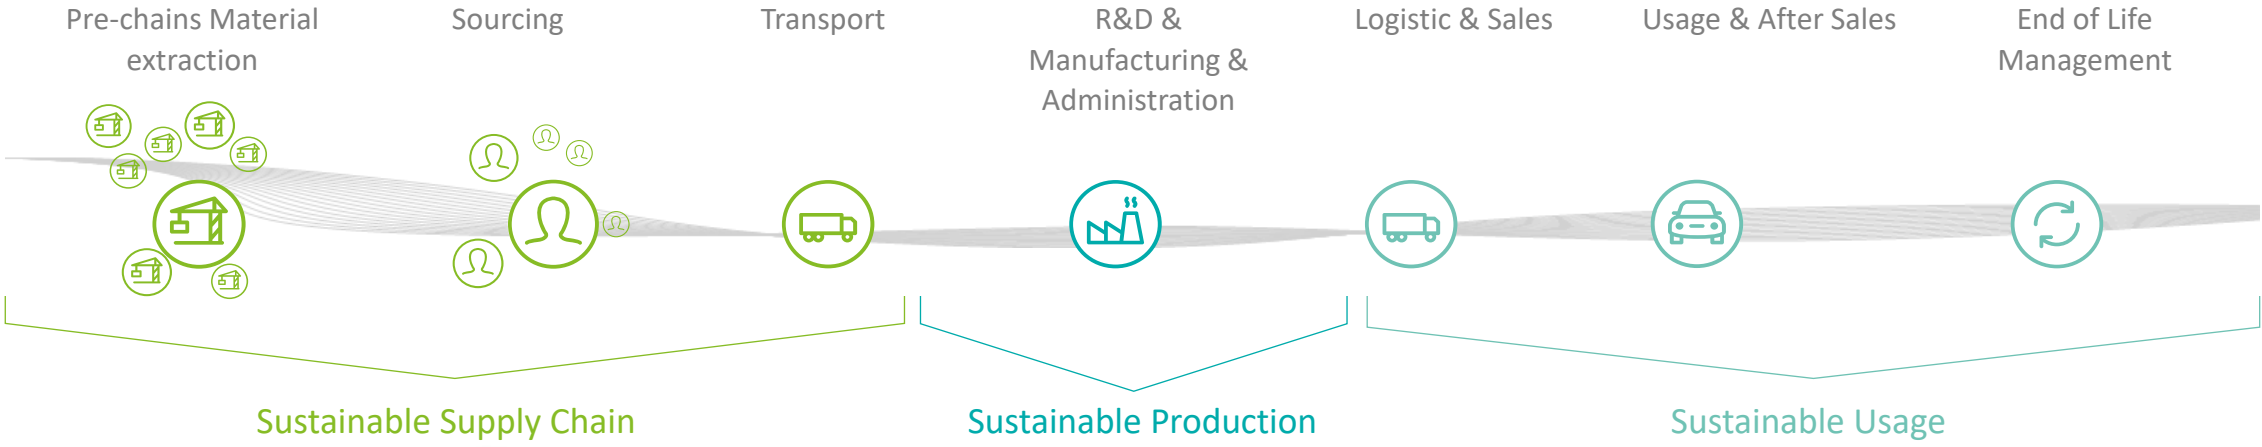 Pre-chains Material
extraction
Sourcing
Transport
R&D &
Manufacturing &
Administration
Logistic & Sales
Usage & After Sales
End of Life
Management
Sustainable Supply Chain
Sustainable Production
Sustainable Usage